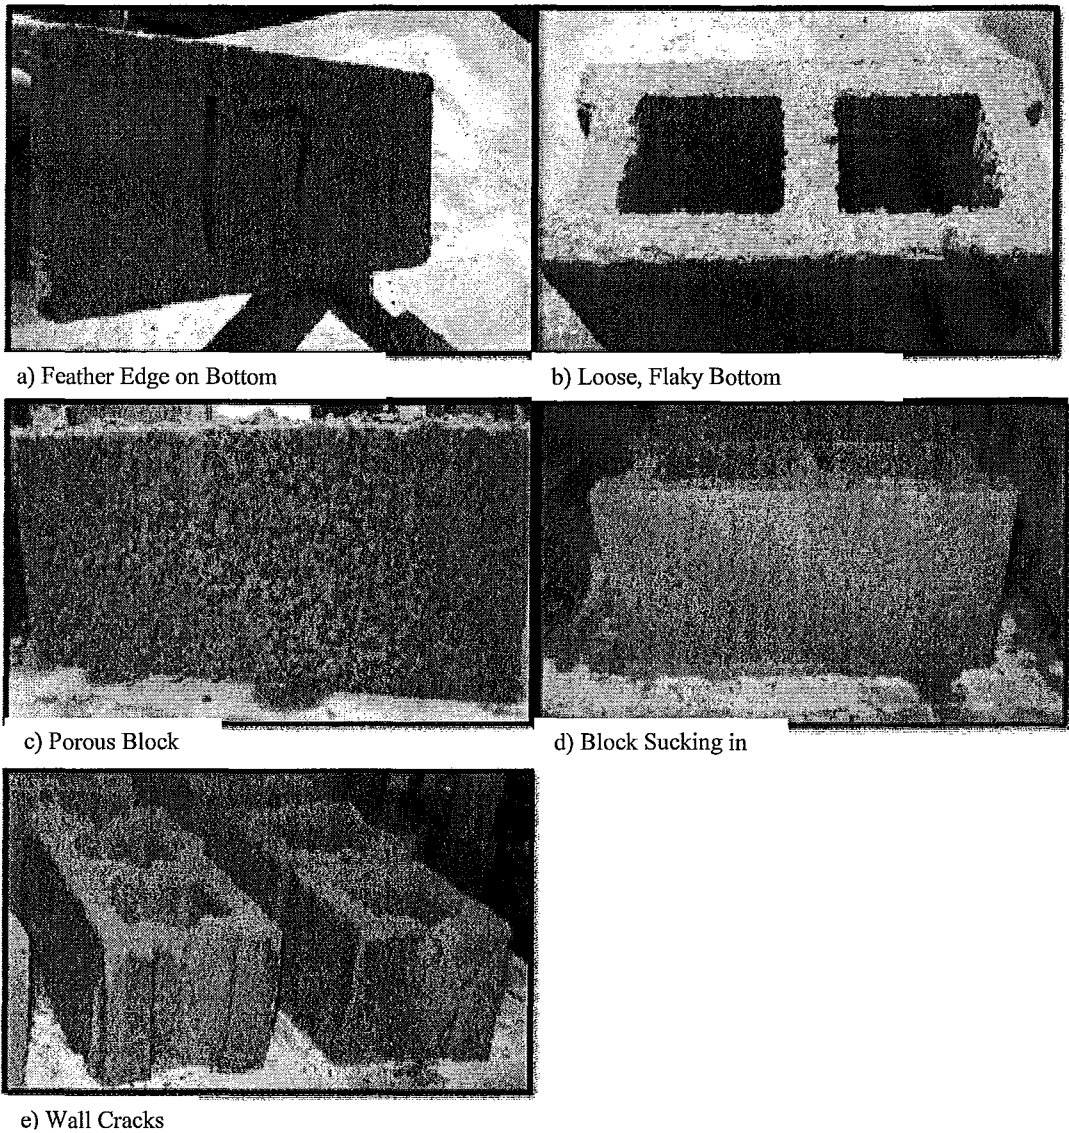 a) Feather Edge on Bottom
b) Loose, Flaky Bottom
c) Porous Block
d) Block Sucking in
e) Wall Cracks